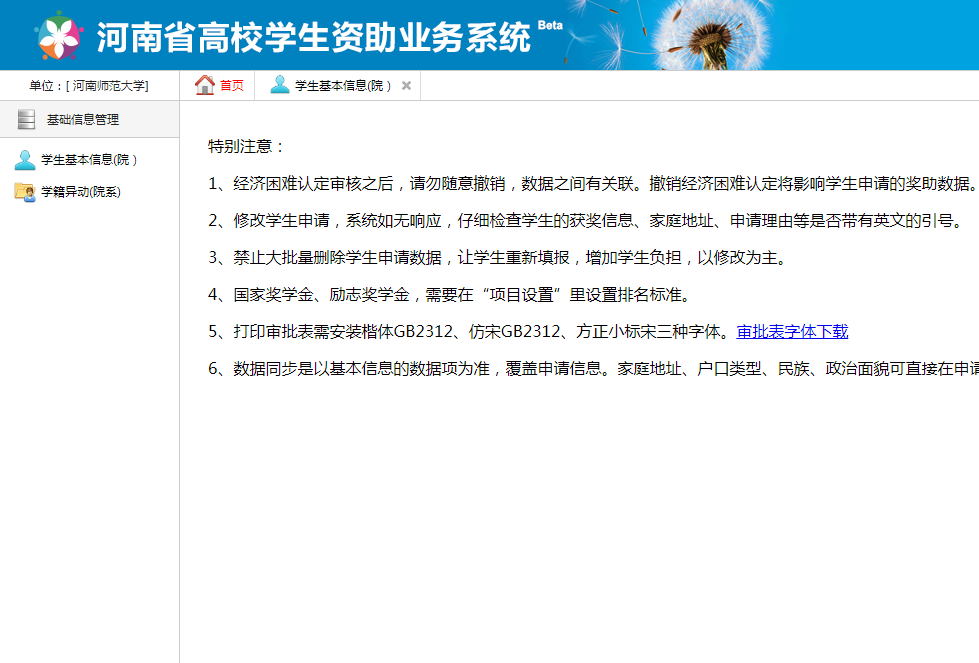 河南省高校学生资助业务系统 Beta
单位：[ 河南师范大学]
首页
学生基本信息(院 )
基础信息管理
学生基本信息(院 )
学籍异动(院系)
特别注意：
1、经济困难认定审核之后，请勿随意撤销，数据之间有关联。撤销经济困难认定将影响学生申请的奖助数据。
2、修改学生申请，系统如无响应，仔细检查学生的获奖信息、家庭地址、申请理由等是否带有英文的引号。
3、禁止大批量删除学生申请数据，让学生重新填报，增加学生负担，以修改为主。
4、国家奖学金、励志奖学金，需要在“项目设置”里设置排名标准。
5、打印审批表需安装楷体GB2312、仿宋GB2312、方正小标宋三种字体。审批表字体下载
6、数据同步是以基本信息的数据项为准，覆盖申请信息。家庭地址、户口类型、民族、政治面貌可直接在申请